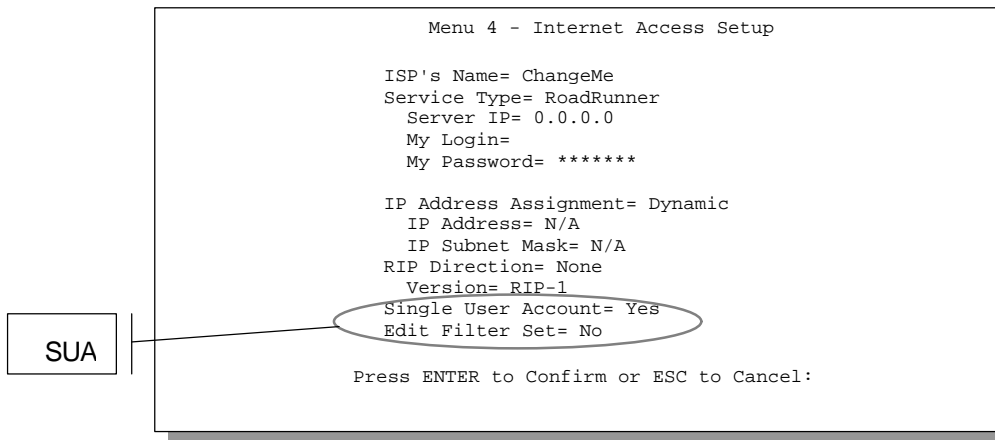 Menu 4 - Internet Access Setup
ISP's Name= ChangeMe
Service Type= RoadRunner
Server IP= 0.0.0.0
My Login=
My Password= *******
IP Address Assignment= Dynamic
IP Address= N/A
IP Subnet Mask= N/A
RIP Direction= None
Version= RIP-1
Single User Account= Yes
Edit Filter Set= No
Press ENTER to Confirm or ESC to Cancel:
SUA